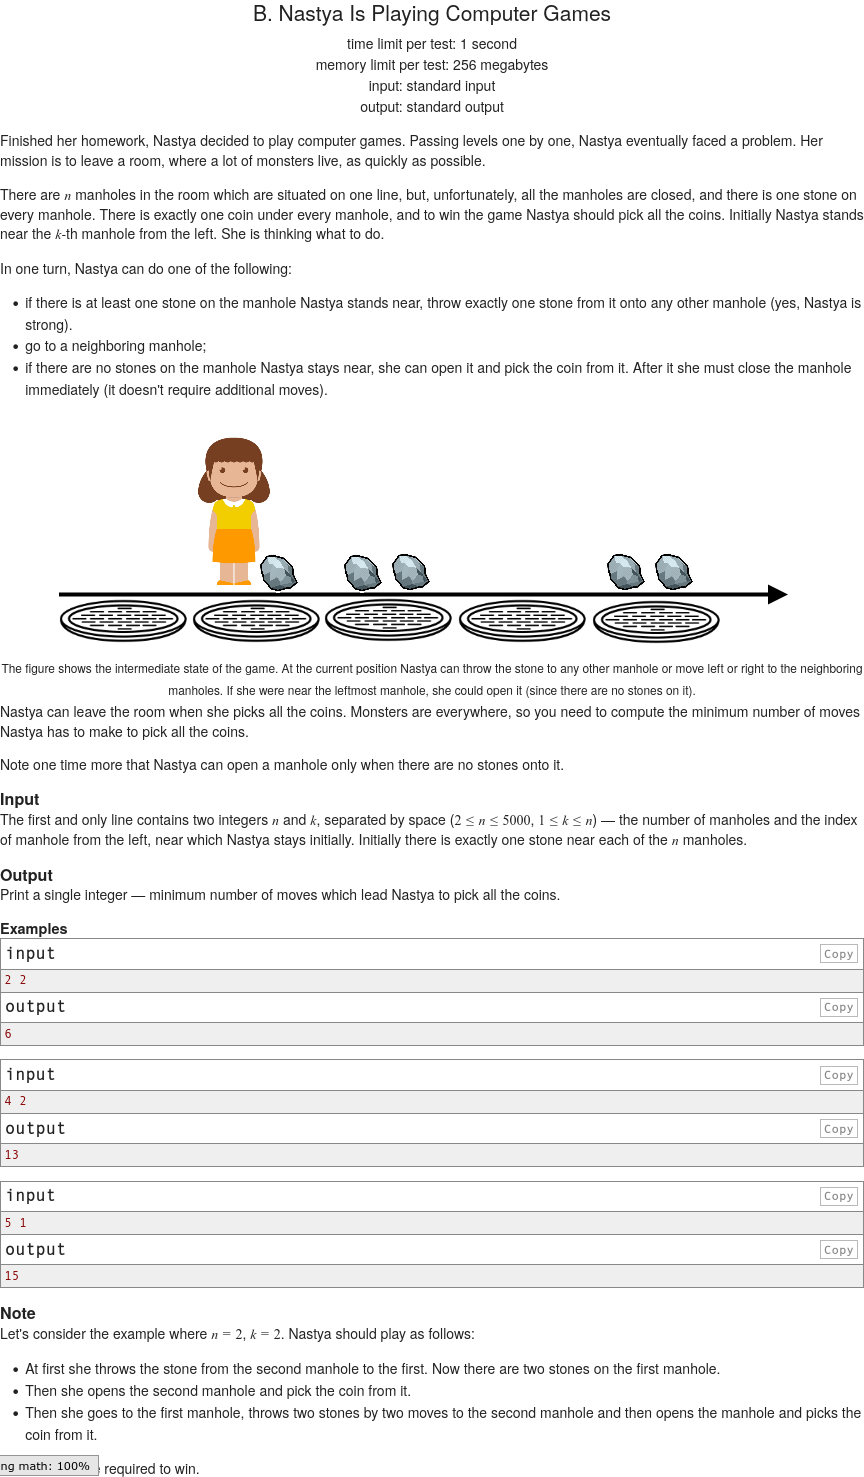 B. Nastya Is Playing Computer Games
time limit per test: 1 second
memory limit per test: 256 megabytes
input: standard input
output: standard output
Finished her homework, Nastya decided to play computer games. Passing levels one by one, Nastya eventually faced a problem. Her
mission is to leave a room, where a lot of monsters live, as quickly as possible.
There are n manholes in the room which are situated on one line, but, unfortunately, all the manholes are closed, and there is one stone on
every manhole. There is exactly one coin under every manhole, and to win the game Nastya should pick all the coins. Initially Nastya stands
near the k-th manhole from the left. She is thinking what to do.
In one turn, Nastya can do one of the following:
• if there is at least one stone on the manhole Nastya stands near, throw exactly one stone from it onto any other manhole (yes, Nastya is
strong).
• go to a neighboring manhole;
• if there are no stones on the manhole Nastya stays near, she can open it and pick the coin from it. After it she must close the manhole
immediately (it doesn't require additional moves).
The figure shows the intermediate state of the game. At the current position Nastya can throw the stone to any other manhole or move left or right to the neighboring
manholes. If she were near the leftmost manhole, she could open it (since there are no stones on it).
Nastya can leave the room when she picks all the coins. Monsters are everywhere, so you need to compute the minimum number of moves
Nastya has to make to pick all the coins.
Note one time more that Nastya can open a manhole only when there are no stones onto it.
Input
The first and only line contains two integers n and k, separated by space (2 ≤ n ≤ 5000, 1 ≤ k ≤ n) — the number of manholes and the index
of manhole from the left, near which Nastya stays initially. Initially there is exactly one stone near each of the n manholes.
Output
Print a single integer — minimum number of moves which lead Nastya to pick all the coins.
Examples
input Copy
2 2
output Copy
6
input Copy
4 2
output Copy
13
input Copy
5 1
output Copy
15
Note
Let's consider the example where n = 2, k = 2. Nastya should play as follows:
• At first she throws the stone from the second manhole to the first. Now there are two stones on the first manhole.
• Then she opens the second manhole and pick the coin from it.
• Then she goes to the first manhole, throws two stones by two moves to the second manhole and then opens the manhole and picks the
coin from it.
ng math: 100% required to win.